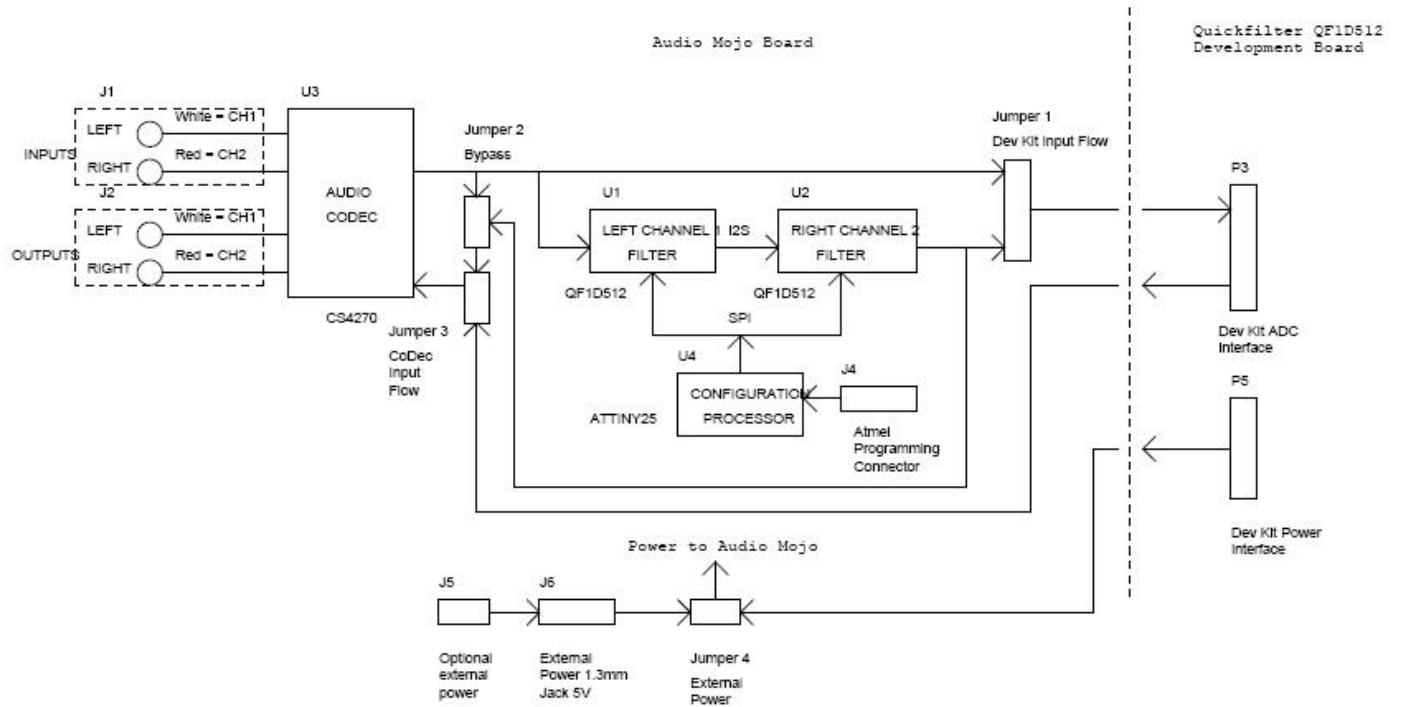 Audio Mojo Board
Quickfilter QF1D512
Development Board
J1
U3
White = CH1
LEFT
INPUTS
Red = CH2
RIGHT
J2
White = CH1
LEFT
OUTPUTS
Red = CH2
RIGHT
AUDIO
CODEC
CS4270
Jumper 2
Bypass
Jumper 3
CoDec
Input
Flow
U1
LEFT CHANNEL 1
FILTER
QF1D512
I2S
U2
RIGHT CHANNEL 2
FILTER
QF1D512
SPI
U4
CONFIGURATION
PROCESSOR
ATTINY25
J4
Atmel
Programming
Connector
Jumper 1
Dev Kit Input Flow
P3
Dev Kit ADC
Interface
P5
Dev Kit Power
Interface
Power to Audio Mojo
J5
Optional
external
power
J6
External
Power 1.3mm
Jack 5V
Jumper 4
External
Power